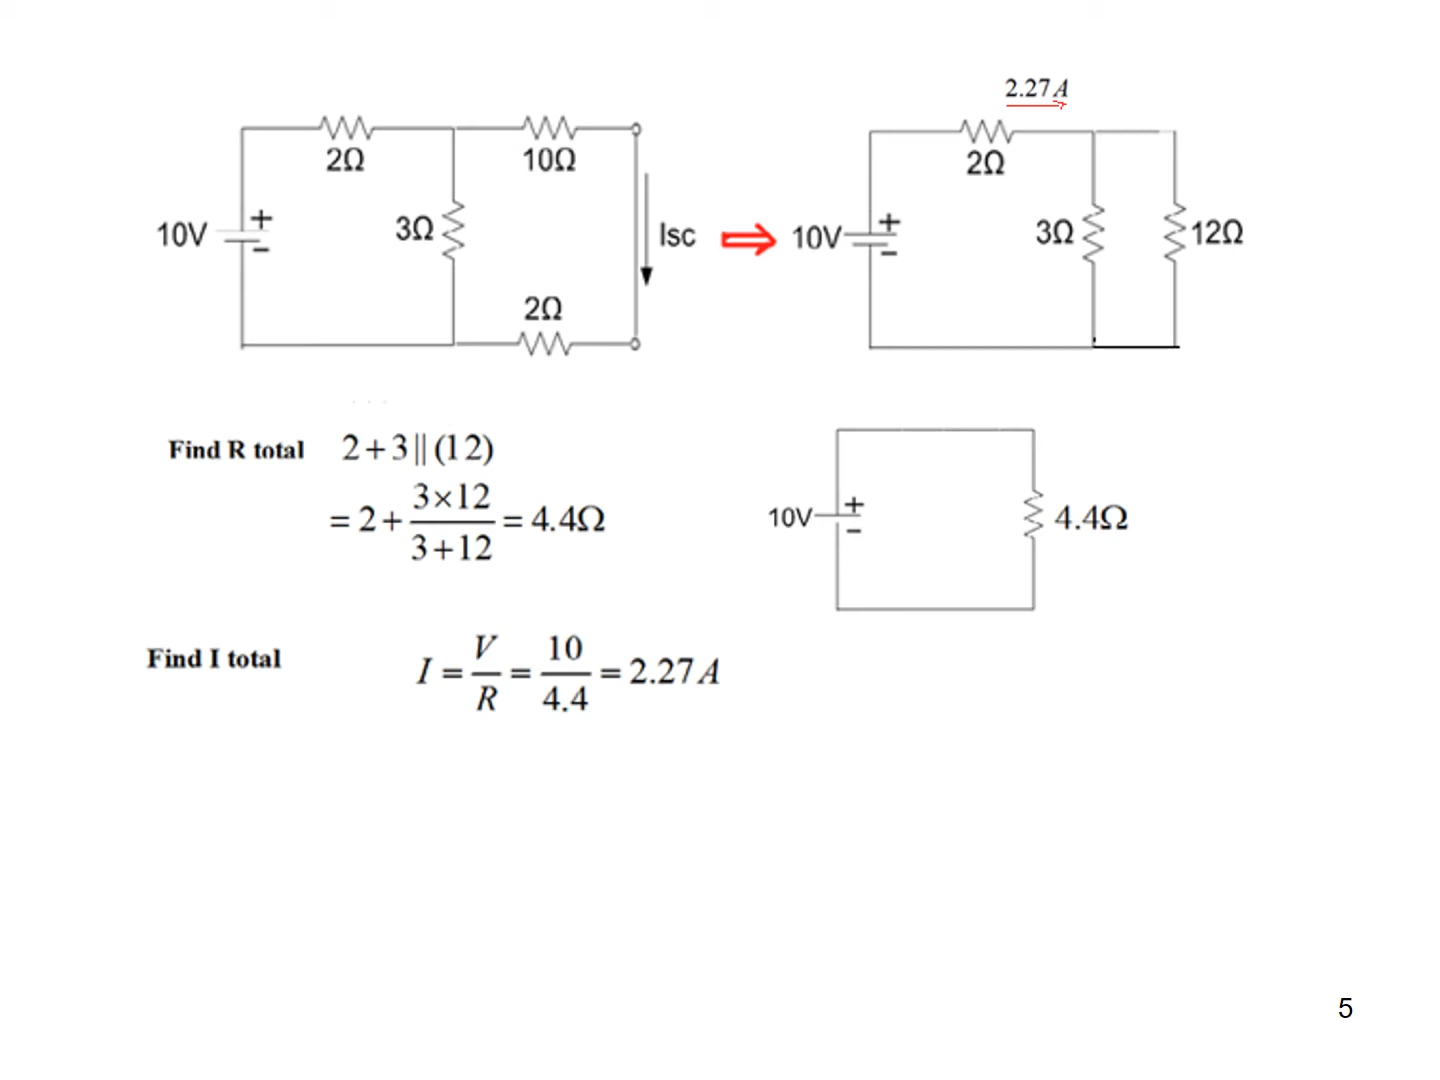 2.27A
2Ω
10Ω
2Ω
10V
+
-
3Ω
Isc
10V
+
-
3Ω
12Ω
2Ω
Find R total 2+3||(12)
= 2+ 3×12 / 3+12 = 4.4Ω
10V
+
-
4.4Ω
Find I total I = V / R = 10 / 4.4 = 2.27A
5